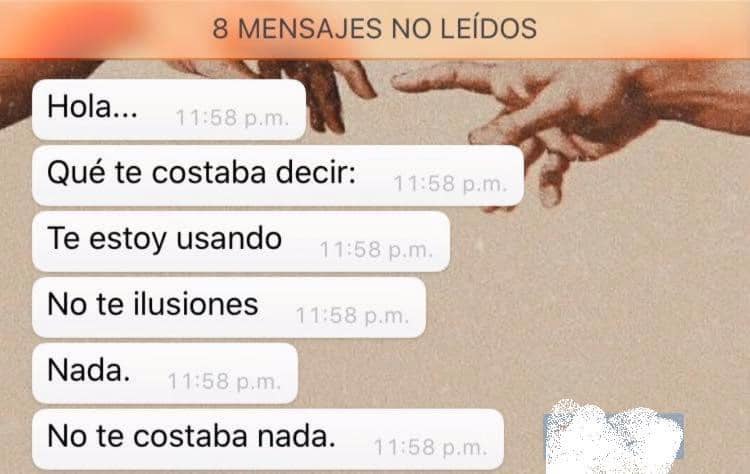 8 MENSAJES NO LEÍDOS
Hola... 11:58 p.m.
Qué te costaba decir: 11:58 p.m.
Te estoy usando 11:58 p.m.
No te ilusiones 11:58 p.m.
Nada. 11:58 p.m.
No te costaba nada. 11:58 p.m.